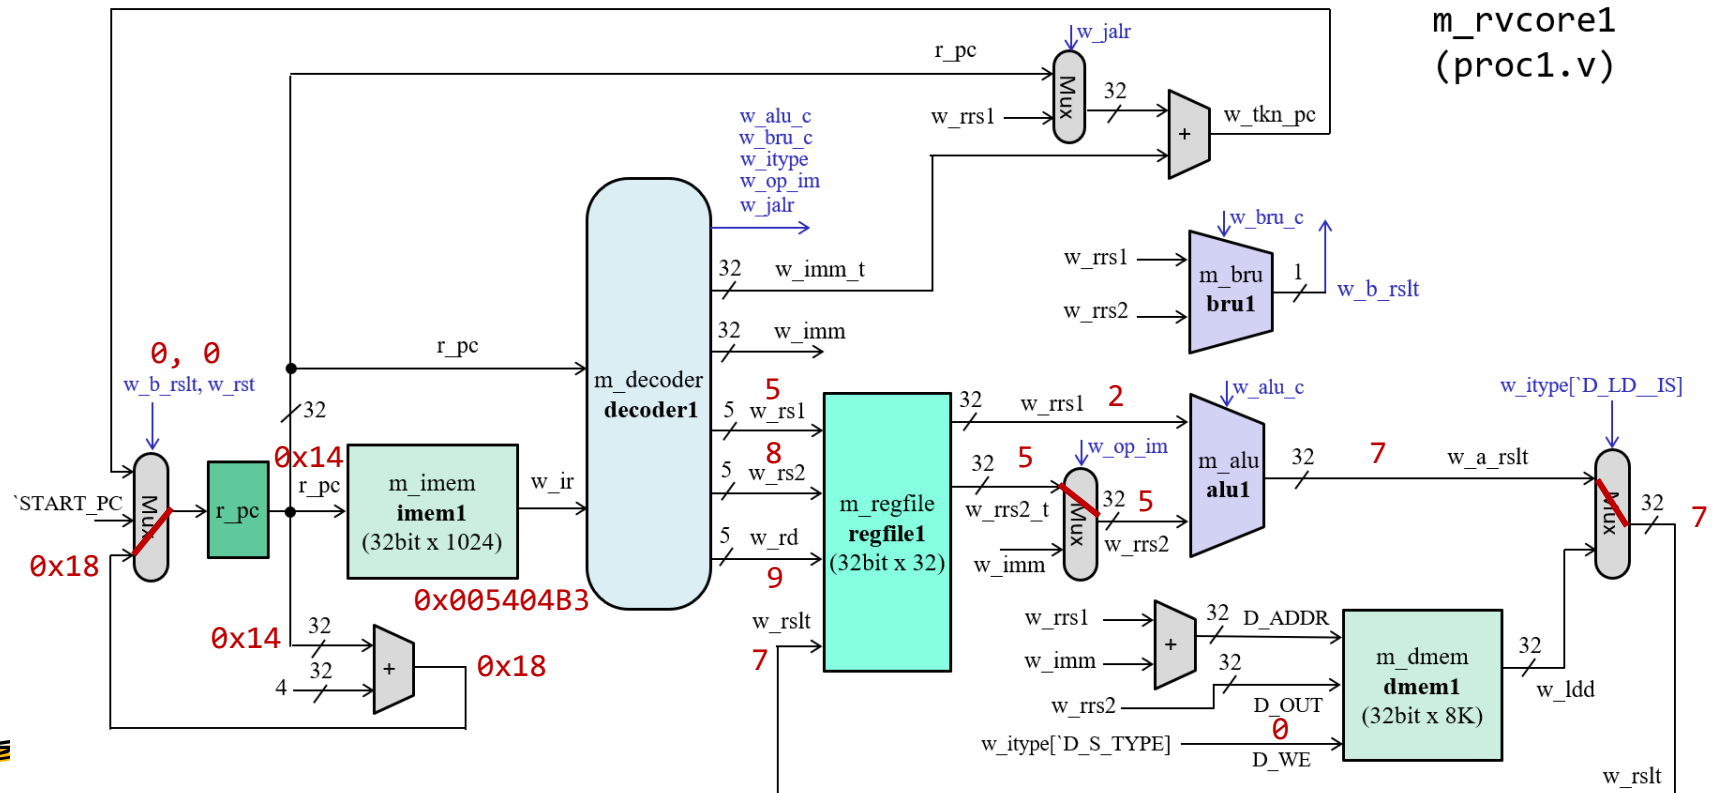 m_rvcore1
(proc1.v)
w_jalr
r_pc
Mux
32
w_rrs1
+
w_tkn_pc
w_alu_c
w_bru_c
w_itype
w_op_im
w_jalr
32
w_imm_t
w_bru_c
w_rrs1
m_bru
bru1
1
w_b_rslt
w_rrs2
32
w_imm
0, 0
w_b_rslt, w_rst
r_pc
m_decoder
decoder1
5
5
w_rs1
8
5
w_rs2
5
w_rd
9
w_rslt
7
m_regfile
regfile1
(32bit x 32)
32
w_rrs1
2
w_alu_c
w_op_im
32
5
w_rrs2_t
Mux
32
5
w_rrs2
w_imm
m_alu
alu1
32
7
w_a_rslt
w_itype[`D_LD__IS]
Mux
32
7
32
0x14
r_pc
`START_PC
Mux
r_pc
0x18
m_imem
imem1
(32bit x 1024)
w_ir
0x005404B3
0x14
32
4
32
+
0x18
w_rrs1
w_imm
+
32
D_ADDR
w_rrs2
32
D_OUT
0
w_itype[`D_S_TYPE]
D_WE
m_dmem
dmem1
(32bit x 8K)
32
w_ldd
w_rslt